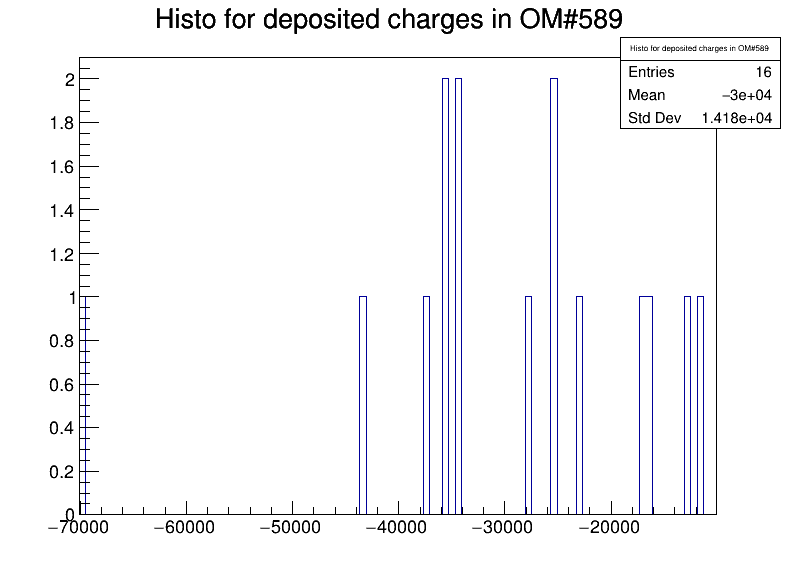 Histo for deposited charges in OM#589
Histo for deposited charges in OM#589
Entries 16
Mean −3e+04
Std Dev 1.418e+04
2
1.8
1.6
1.4
1.2
1
0.8
0.6
0.4
0.2
0
−70000 −60000 −50000 −40000 −30000 −20000